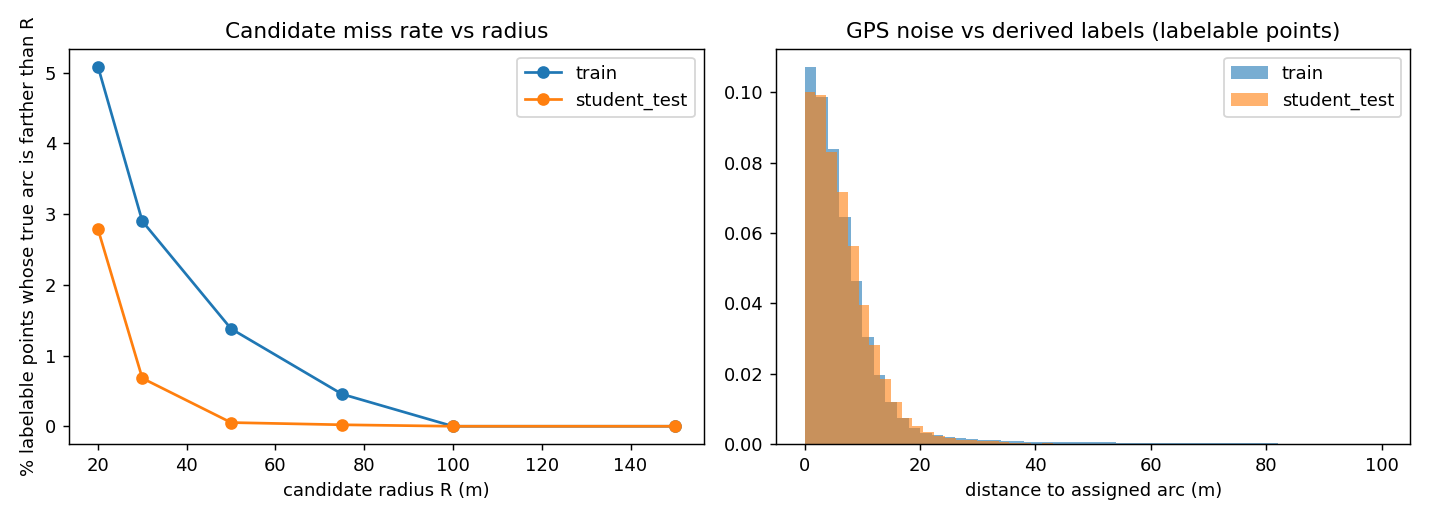 Candidate miss rate vs radius
% labelable points whose true arc is farther than R
5
4
3
2
1
0
train
student_test
20
40
60
80
100
120
140
candidate radius R (m)
GPS noise vs derived labels (labelable points)
0.10
0.08
0.06
0.04
0.02
0.00
train
student_test
0
20
40
60
80
100
distance to assigned arc (m)